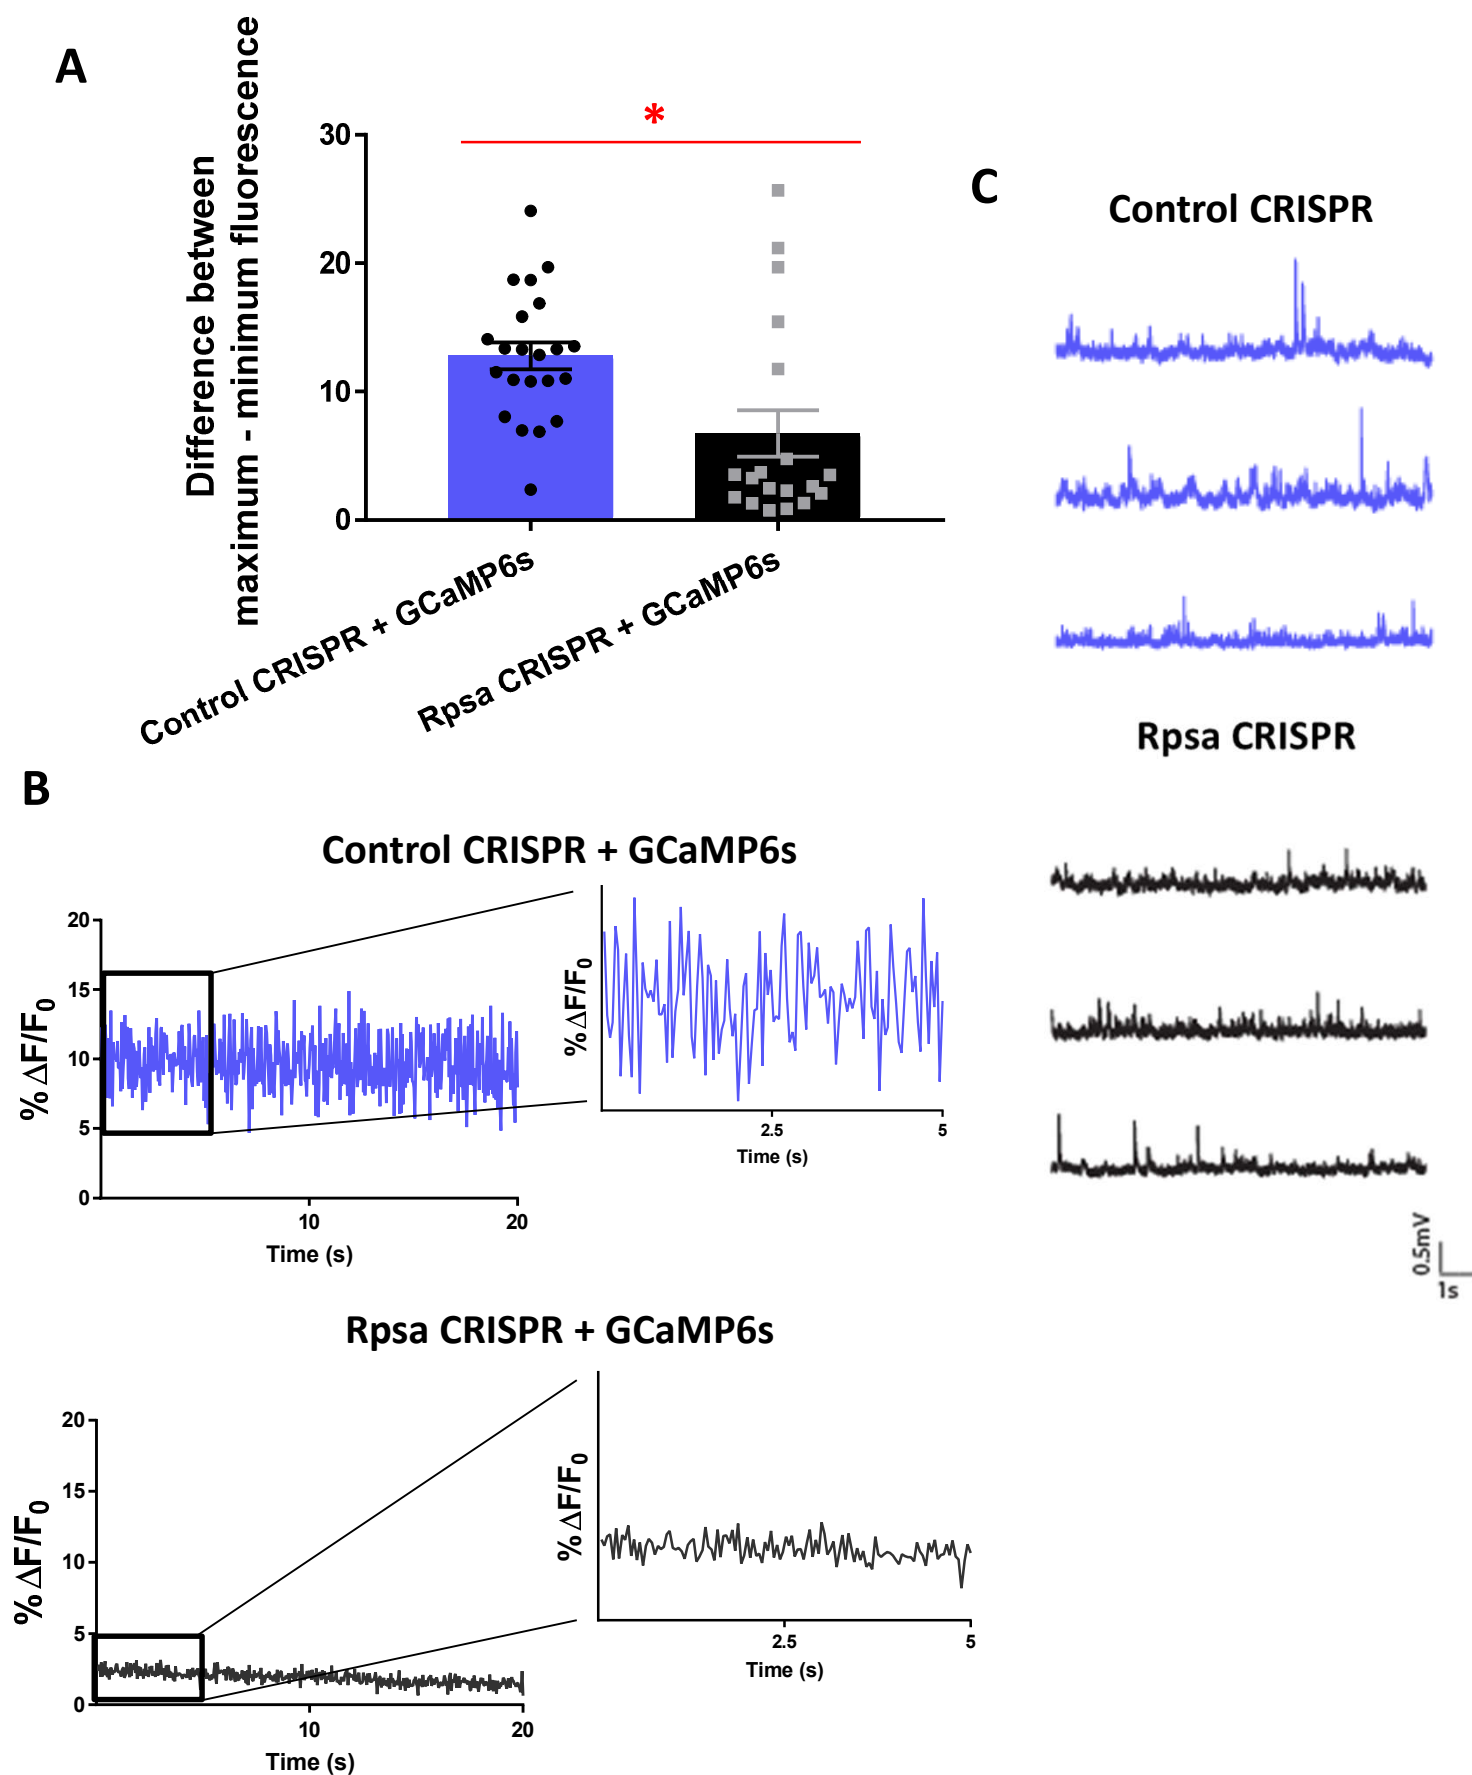 A
Difference between
maximum - minimum fluorescence
30
20
10
0
*
Control CRISPR + GCaMP6s
Rpsa CRISPR + GCaMP6s
C
Control CRISPR
Rpsa CRISPR
0.5mV
1s
B
Control CRISPR + GCaMP6s
% ΔF/F0
20
15
10
5
0
10
20
Time (s)
% ΔF/F0
2.5
5
Time (s)
Rpsa CRISPR + GCaMP6s
% ΔF/F0
20
15
10
5
0
10
20
Time (s)
% ΔF/F0
2.5
5
Time (s)